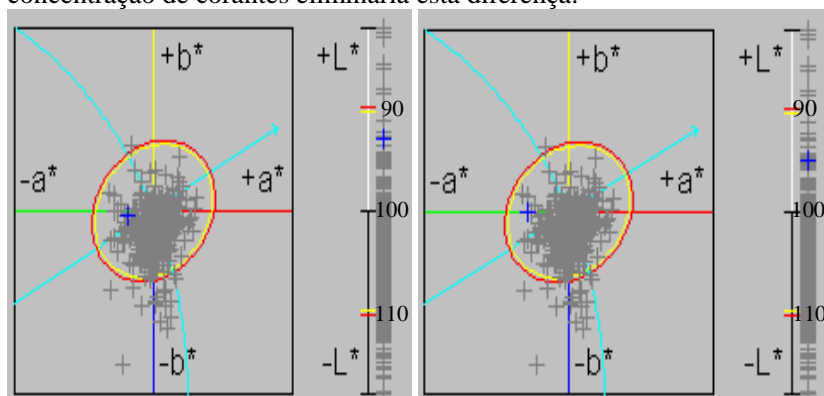 concentração de corantes eliminaria esta diferença.
+b* +L* +b* +L*
90 90
-a* +a* -a* +a*
100 100
110 110
-b* -L* -b* -L*